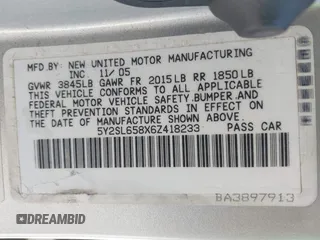 MFD. BY NEW UNITED MOTOR MANUFACTURING
INC 11/05
GVWR 3845LB GAWR FR 2015LB RR 1850LB
THIS VEHICLE CONFORMS TO ALL APPLICABLE
FEDERAL MOTOR VEHICLE SAFETY,BUMPER,AND
THEFT PREVENTION STANDARDS IN EFFECT ON
THE DATE OF MANUFACTURE SHOWN ABOVE.
5Y2SL658X6Z418233 PASS CAR
BA3897913
DREAMBID